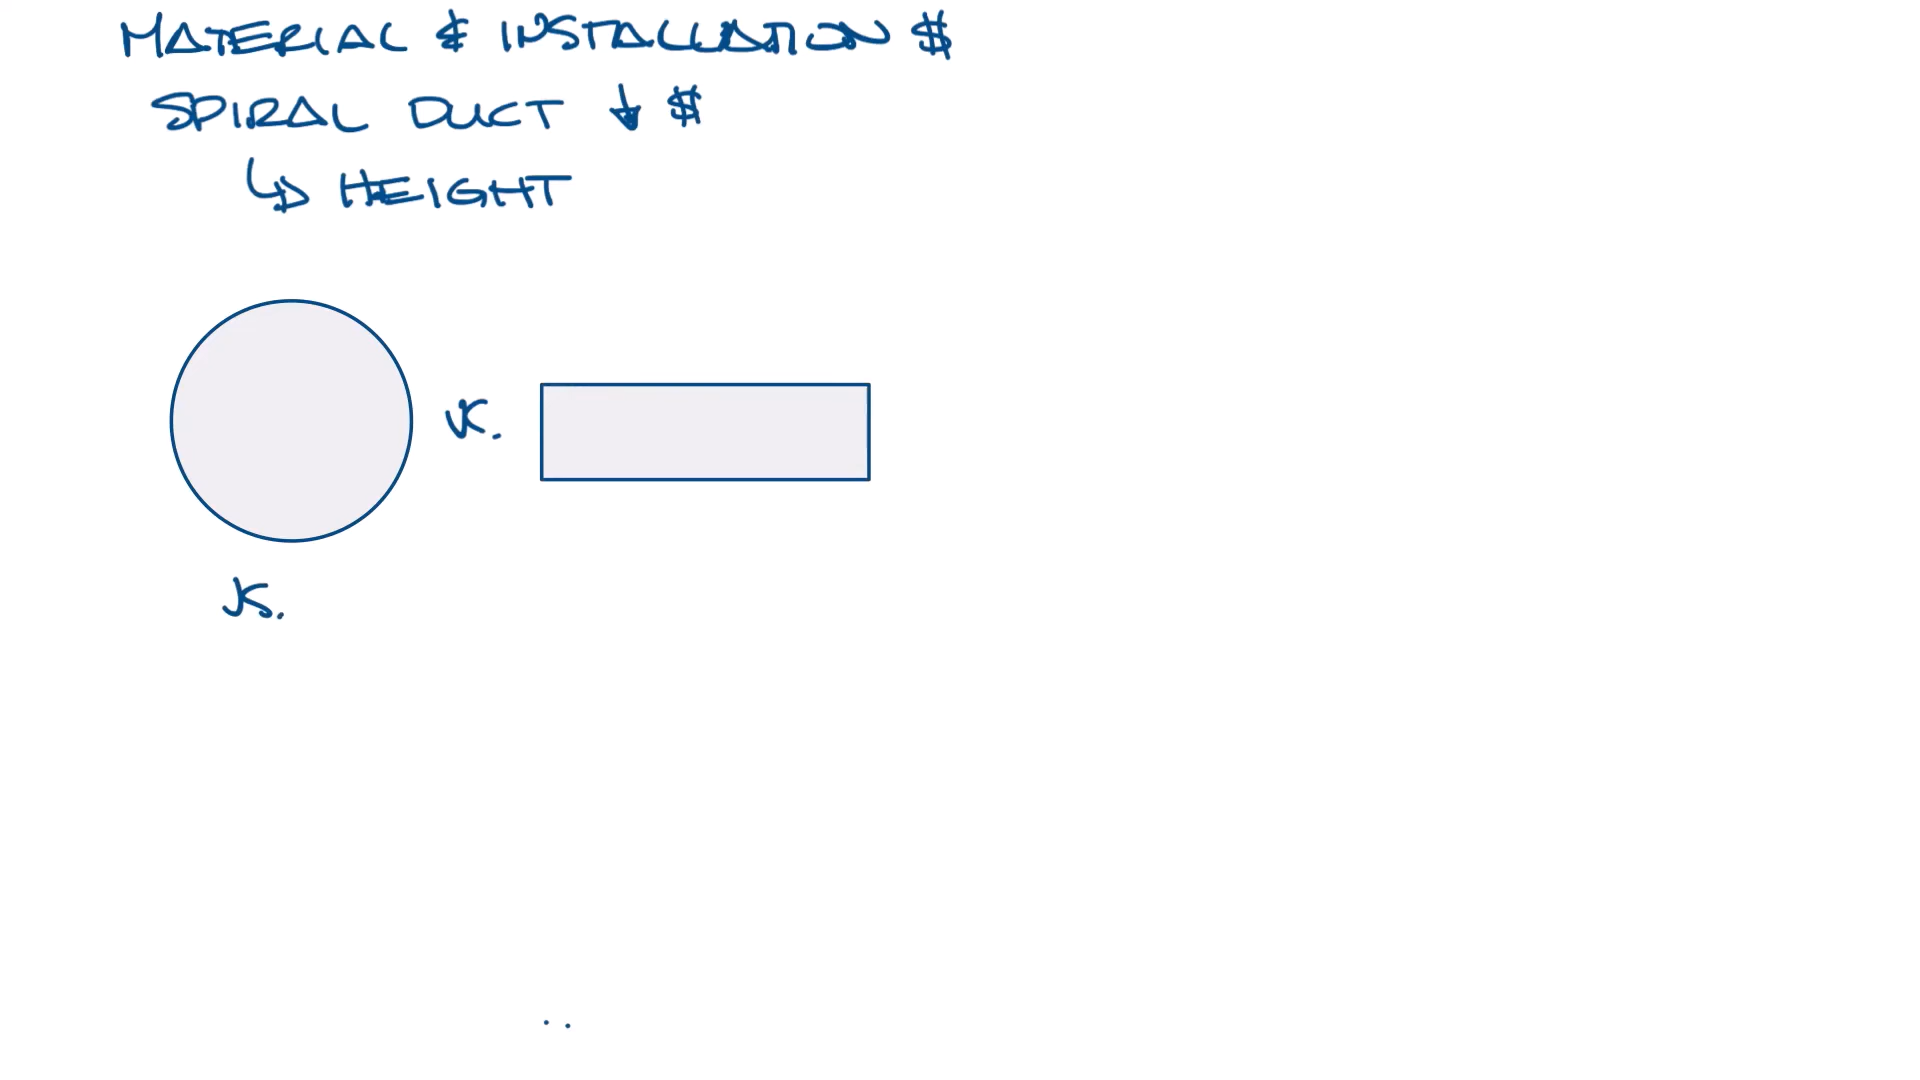 MATERIAL & INSTALLATION $
SPIRAL DUCT ↓ $
↳ HEIGHT
VS.
VS.